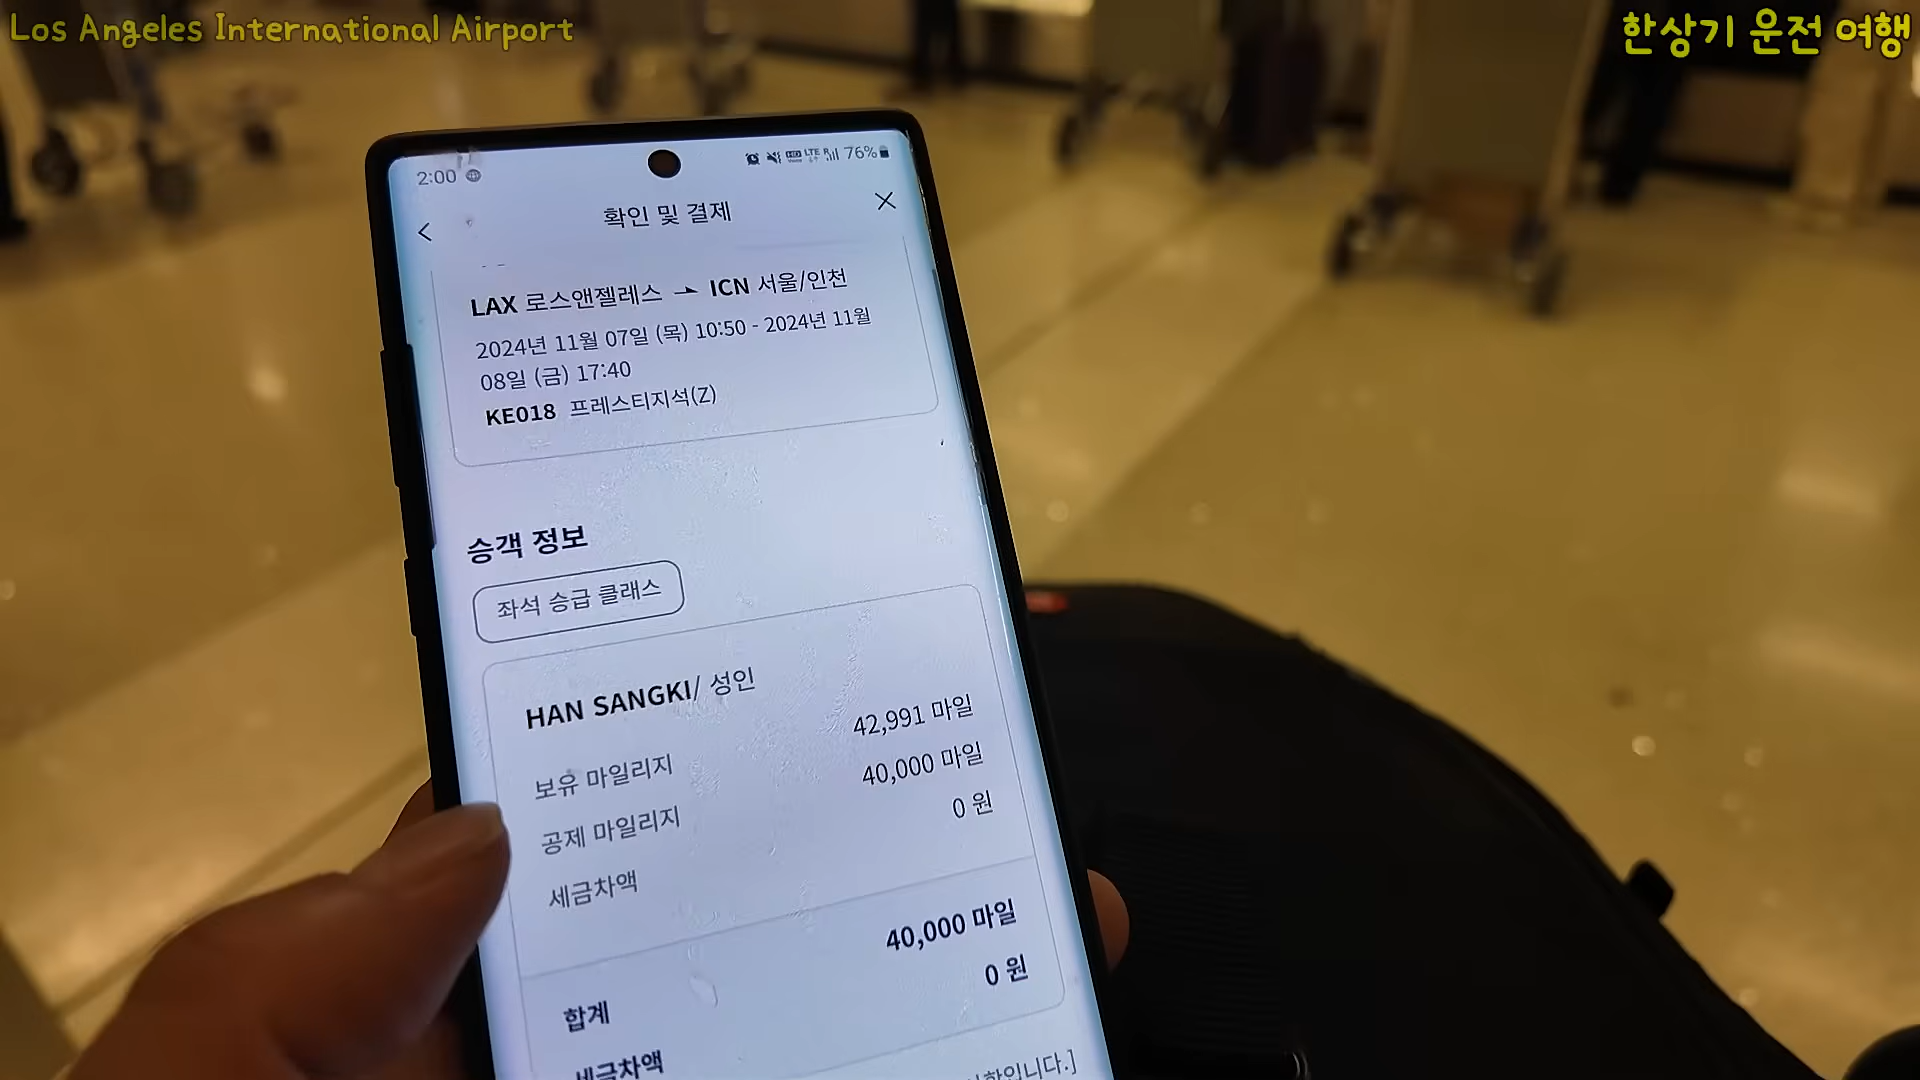 Los Angeles International Airport
한상기 운전 여행
2:00
LTE
76%
확인 및 결제
LAX 로스앤젤레스 → ICN 서울/인천
2024년 11월 07일 (목) 10:50 - 2024년 11월
08일 (금) 17:40
KE018 프레스티지석(Z)
승객 정보
좌석 승급 클래스
HAN SANGKI/ 성인
보유 마일리지 42,991 마일
공제 마일리지 40,000 마일
세금차액 0 원
합계 40,000 마일
세금차액 0 원